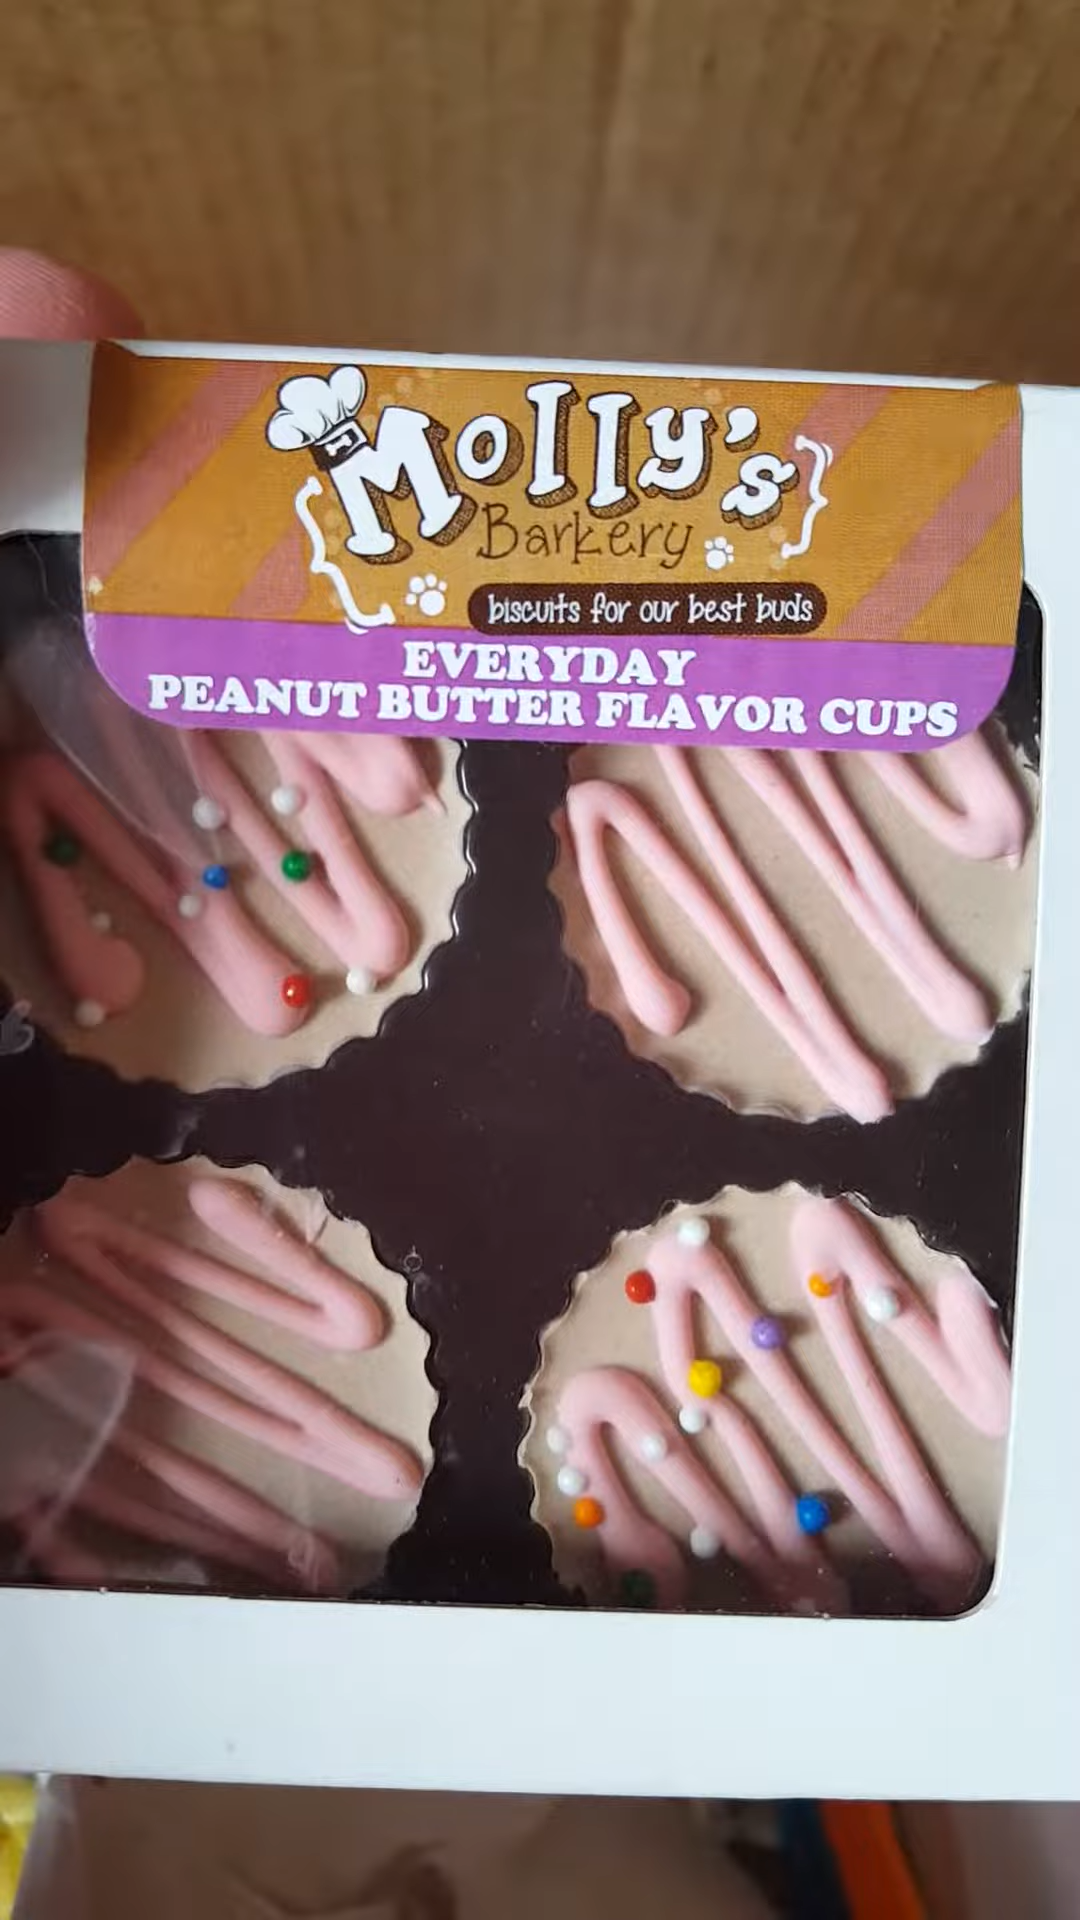 Molly's
Barkery
biscuits for our best buds
EVERYDAY
PEANUT BUTTER FLAVOR CUPS